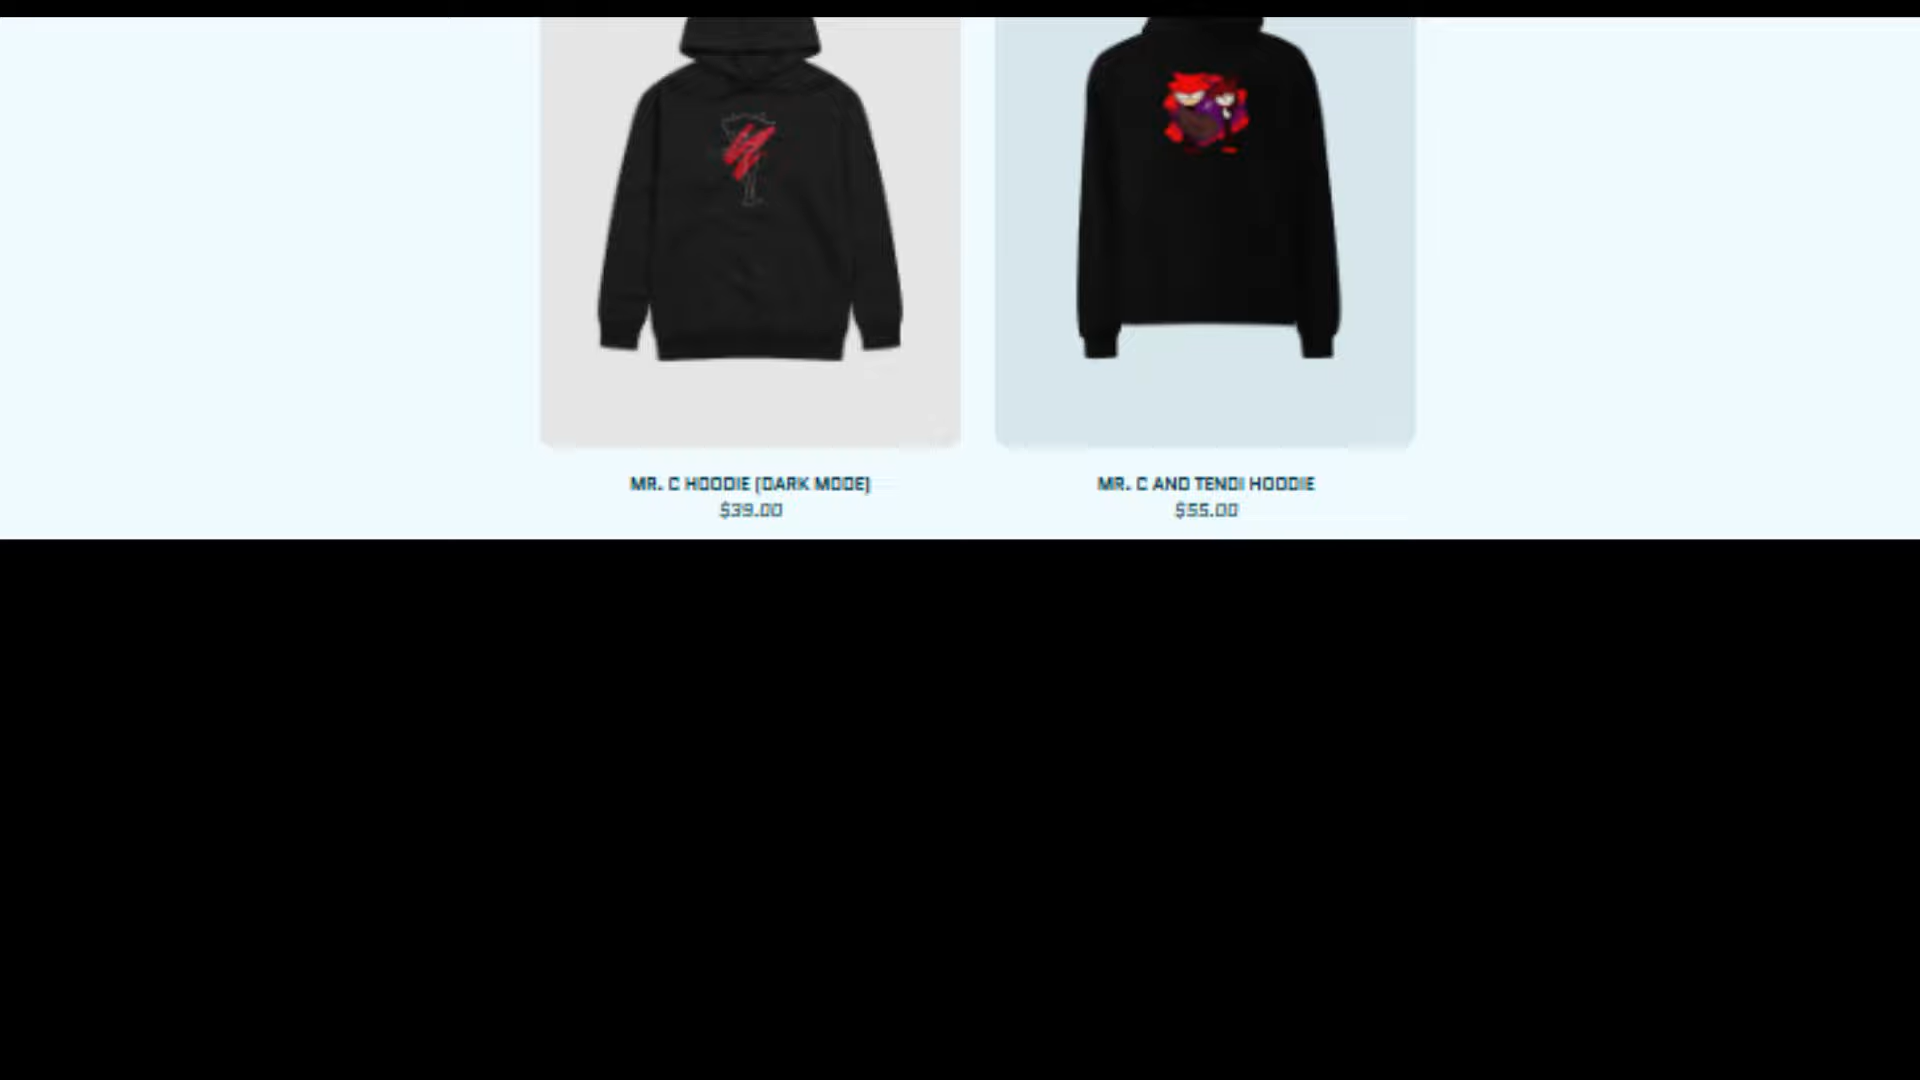 MR. C HOODIE (DARK MODE)
$39.00
MR. C AND TENDI HOODIE
$55.00